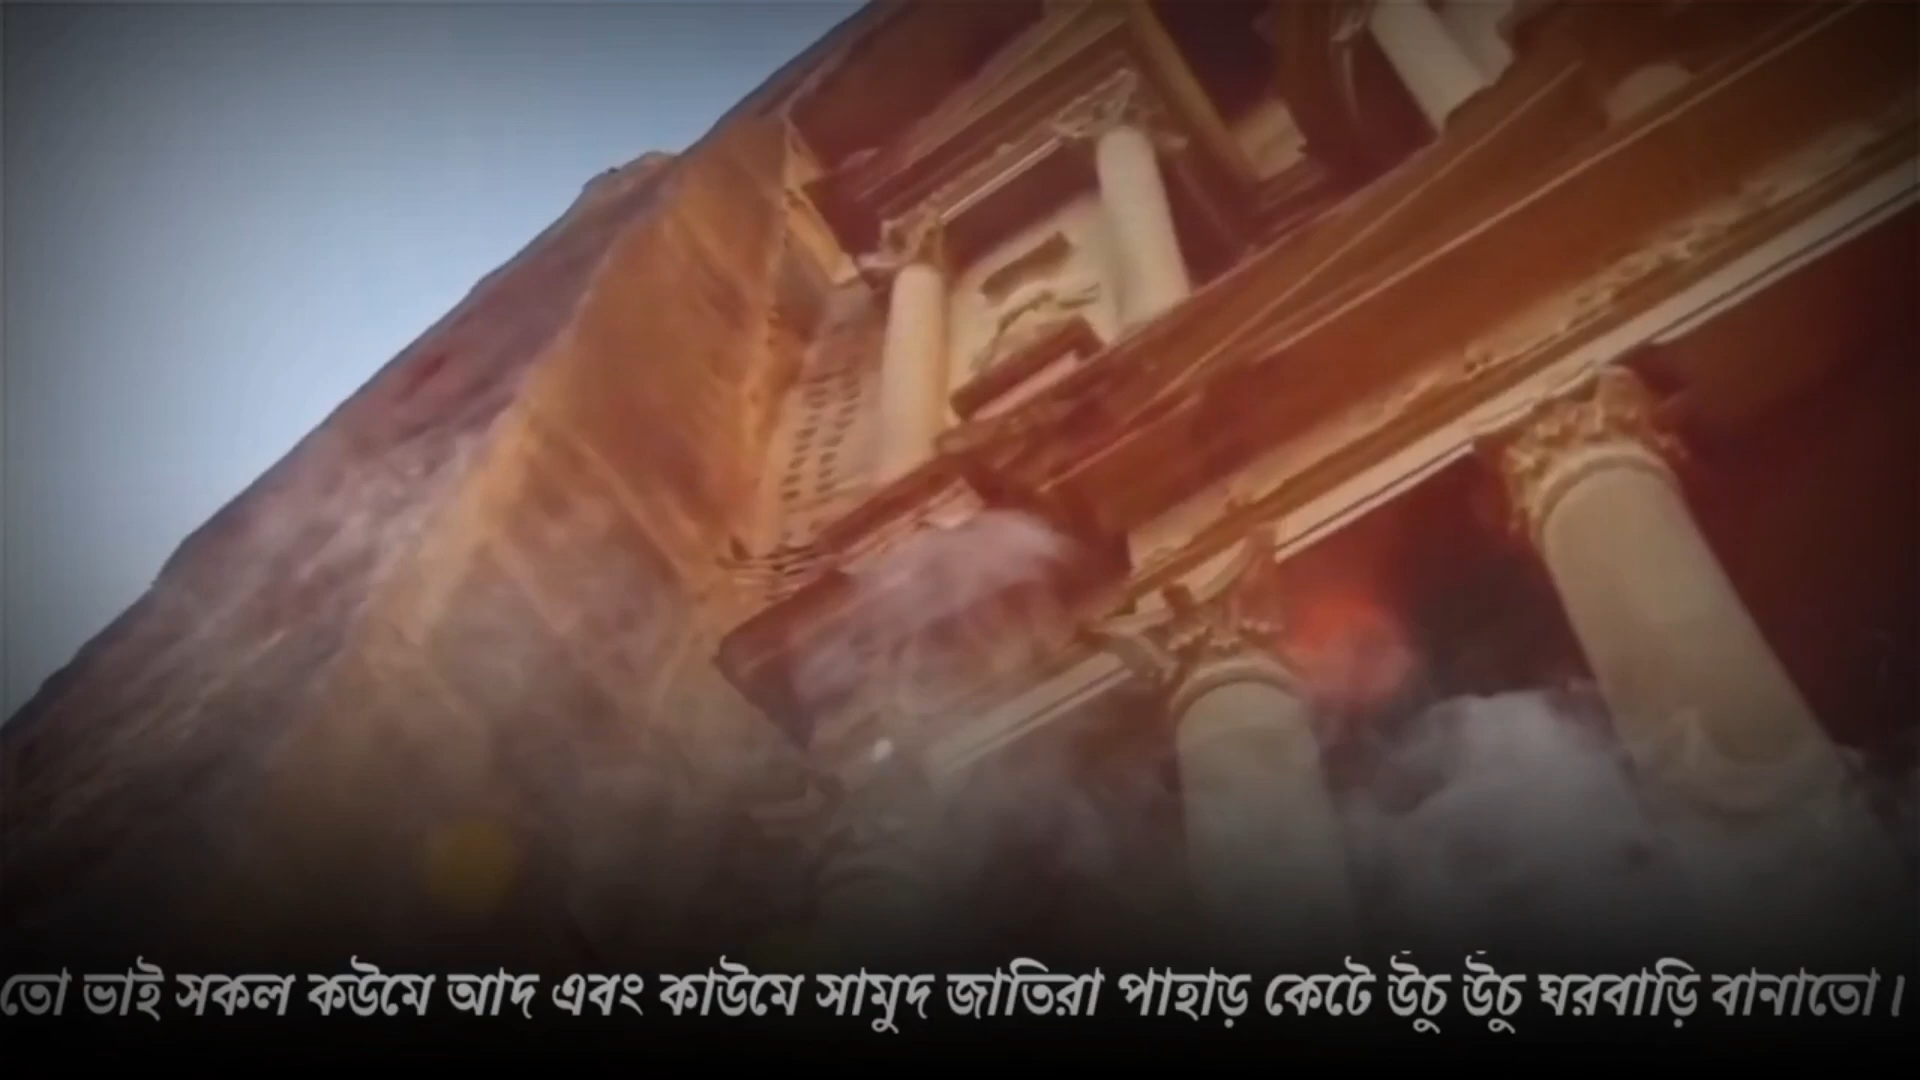 তো ভাই সকল কউমে আদ এবং কাউমে সামুদ জাতিরা পাহাড় কেটে উঁচু উঁচু ঘরবাড়ি বানাতো।